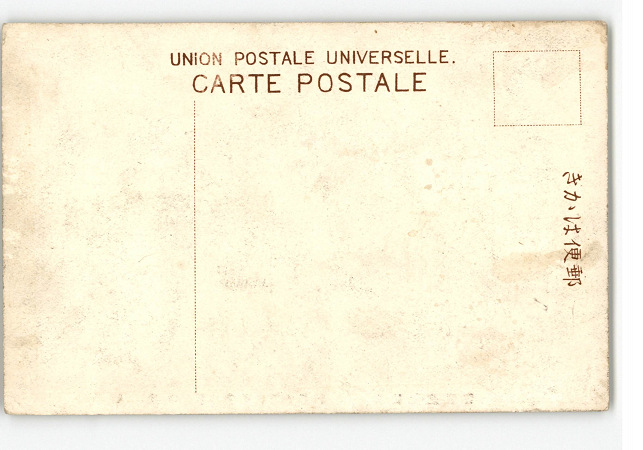 UNION POSTALE UNIVERSELLE.
CARTE POSTALE
きかは便郵